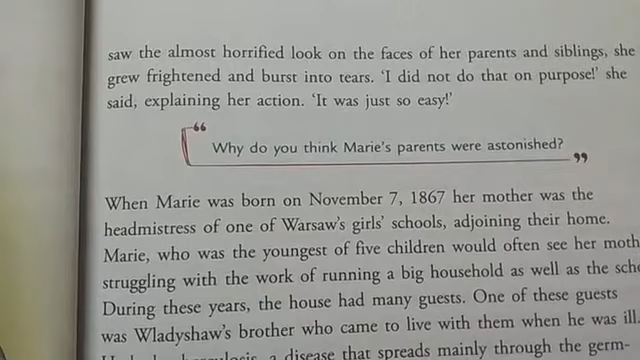 saw the almost horrified look on the faces of her parents and siblings, she
grew frightened and burst into tears. 'I did not do that on purpose!' she
said, explaining her action. 'It was just so easy!'
“
Why do you think Marie's parents were astonished?
”
When Marie was born on November 7, 1867 her mother was the
headmistress of one of Warsaw's girls' schools, adjoining their home.
Marie, who was the youngest of five children would often see her moth
struggling with the work of running a big household as well as the scho
During these years, the house had many guests. One of these guests
was Wladyshaw's brother who came to live with them when he was ill.
a disease that spreads mainly through the germ-